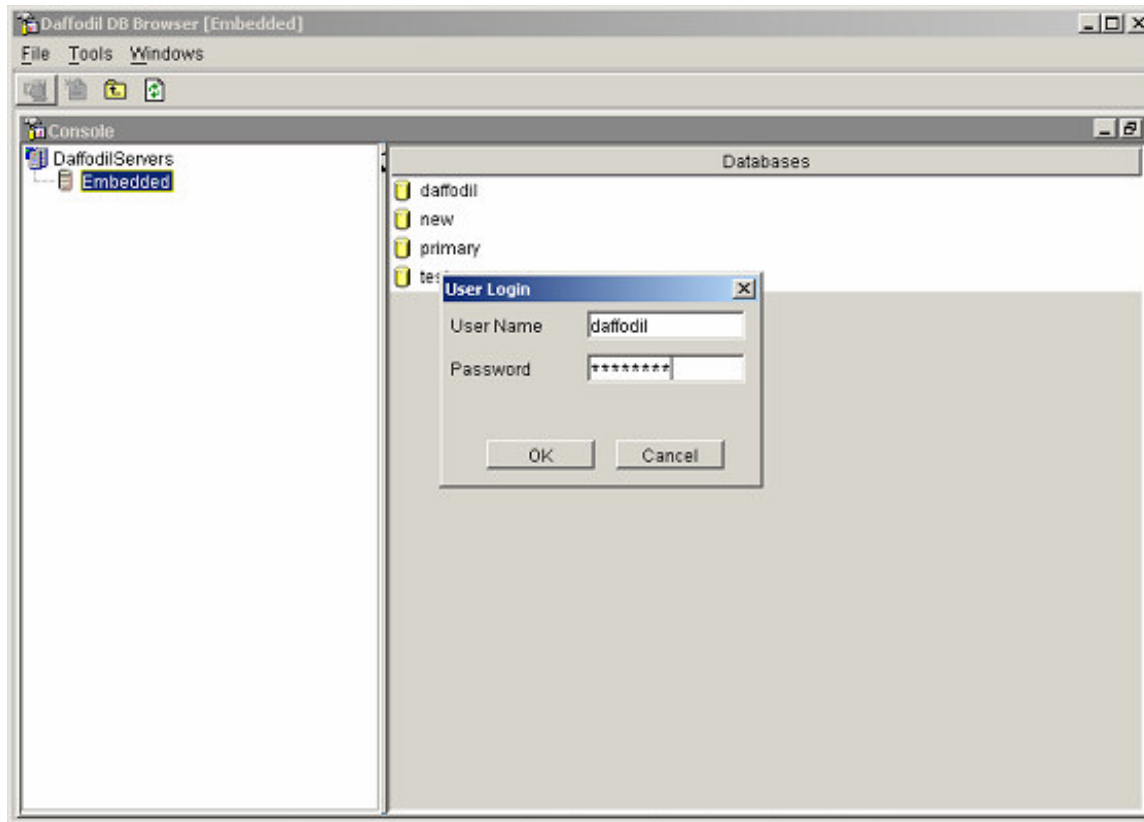 Daffodil DB Browser [Embedded]
File Tools Windows
Console
DaffodilServers
Embedded
Databases
daffodil
new
primary
User Login
User Name daffodil
Password ********
OK Cancel